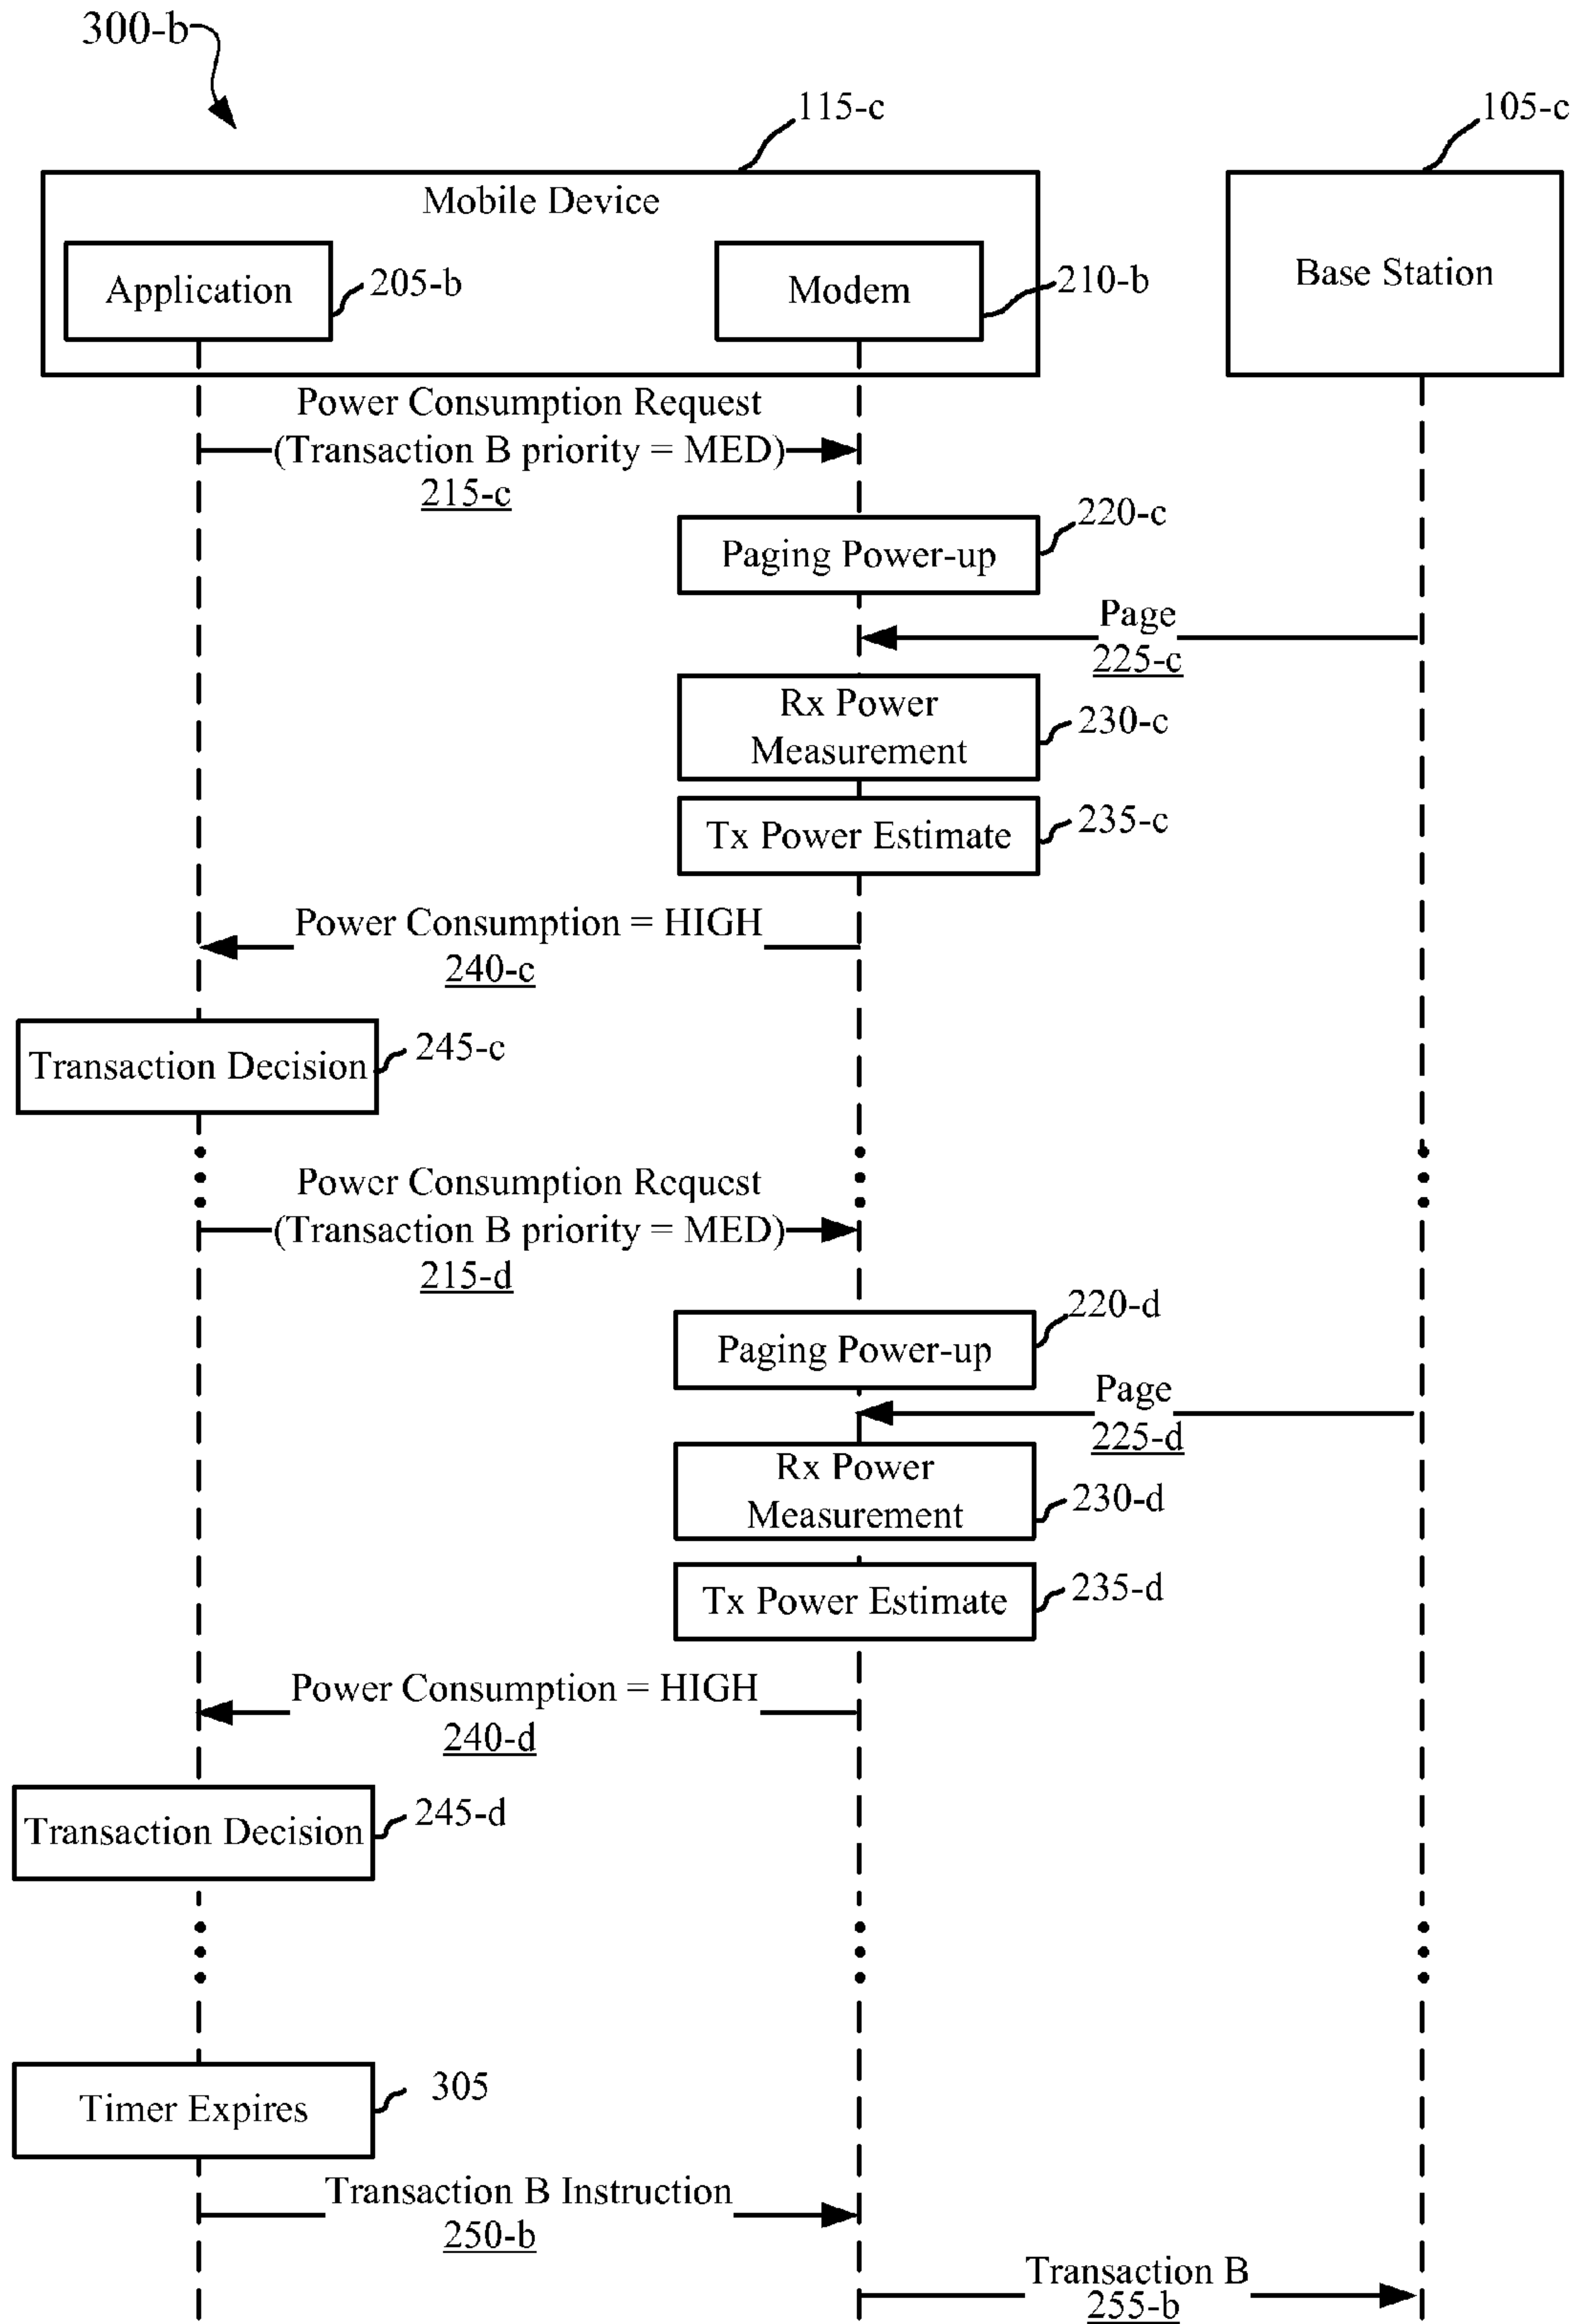 300-b
115-c
105-c
Mobile Device
Application
205-b
Modem
210-b
Base Station
Power Consumption Request
(Transaction B priority = MED)
215-c
220-c
Paging Power-up
Page
225-c
Rx Power
Measurement
230-c
Tx Power Estimate
235-c
Power Consumption = HIGH
240-c
Transaction Decision
245-c
Power Consumption Request
(Transaction B priority = MED)
215-d
220-d
Paging Power-up
Page
225-d
Rx Power
Measurement
230-d
Tx Power Estimate
235-d
Power Consumption = HIGH
240-d
Transaction Decision
245-d
Timer Expires
305
Transaction B Instruction
250-b
Transaction B
255-b